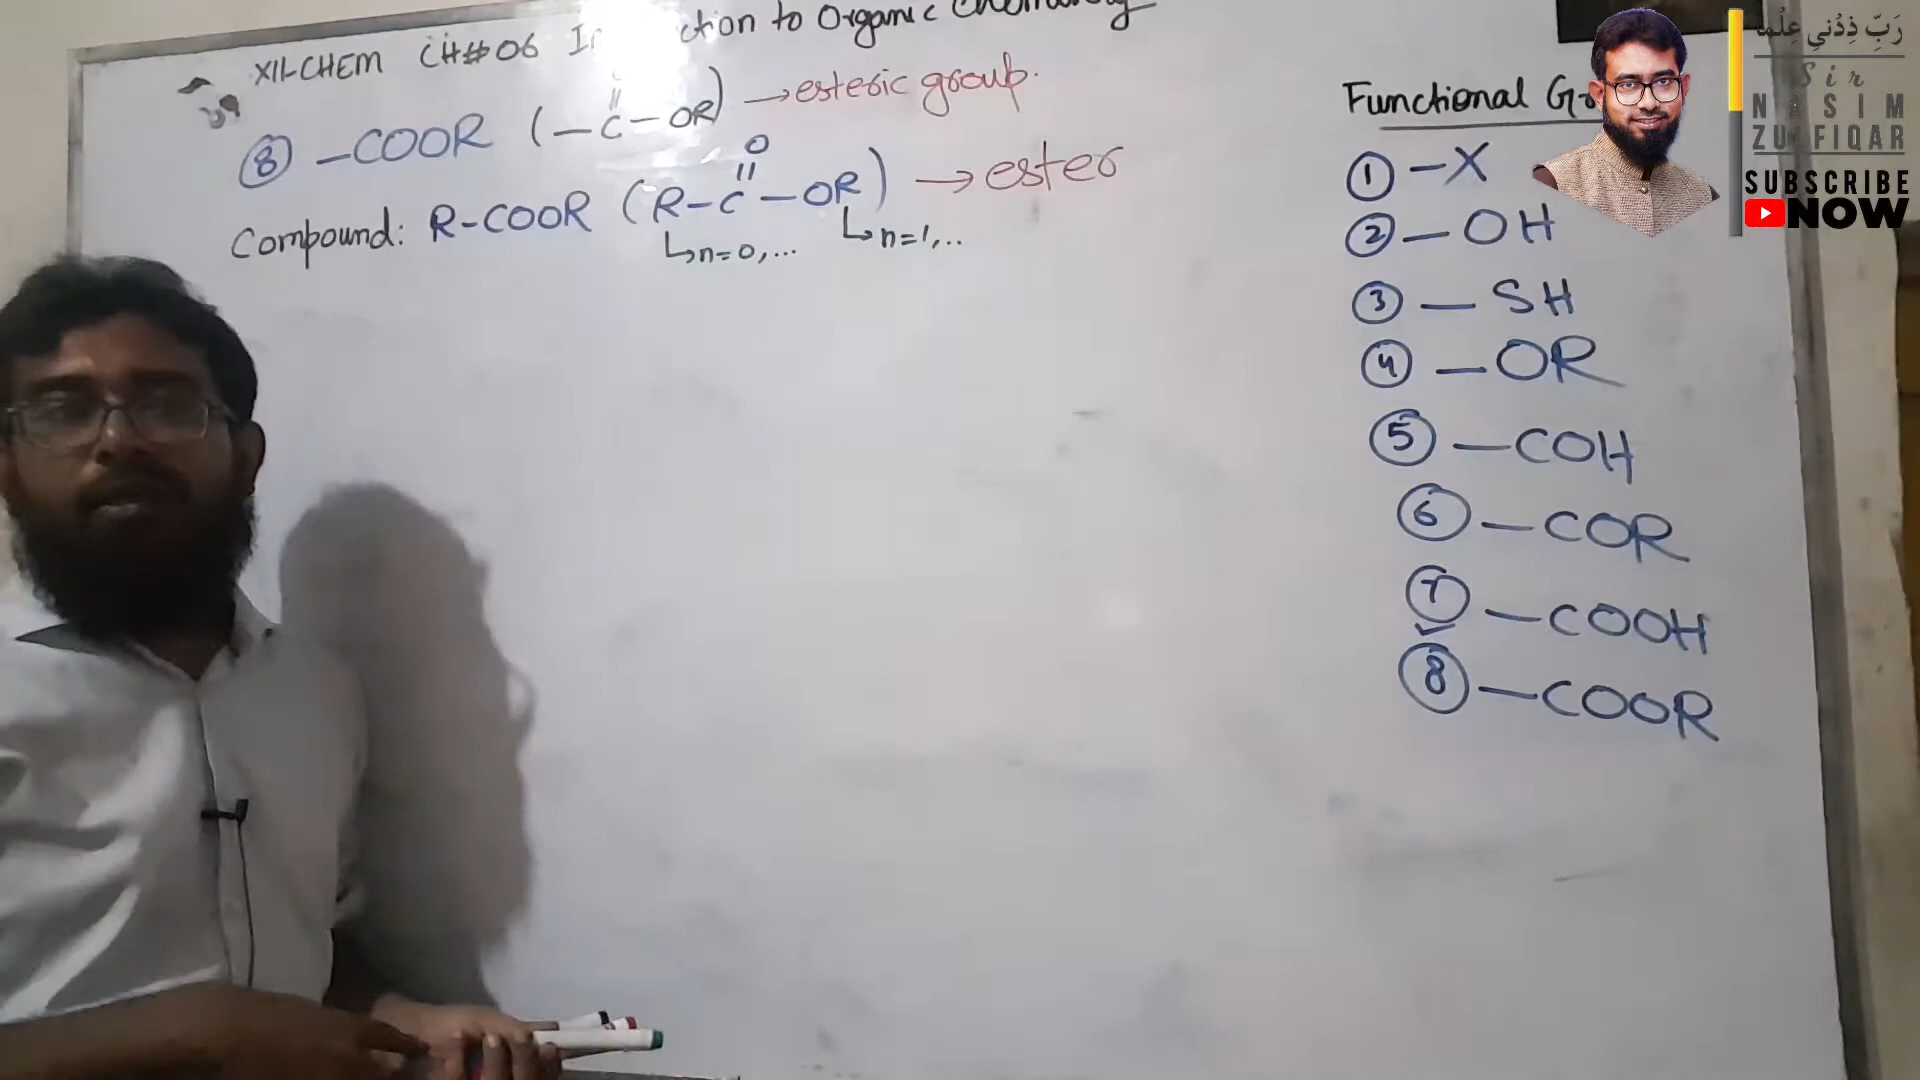 XII-CHEM CH#06 In ction to Organic Chemistry
⑧ -COOR (-C-OR) → esteric group.
O
||
Compound: R-COOR (R-C-OR) → ester
↳n=0,... ↳n=1,..
Functional G
① -X
② -OH
③ - SH
④ -OR
⑤ -COH
⑥ -COR
⑦ -COOH
⑧ -COOR
رَبِّ زِدْنِي عِلْمًا
Sir
NASIM
ZULFIQAR
SUBSCRIBE
NOW